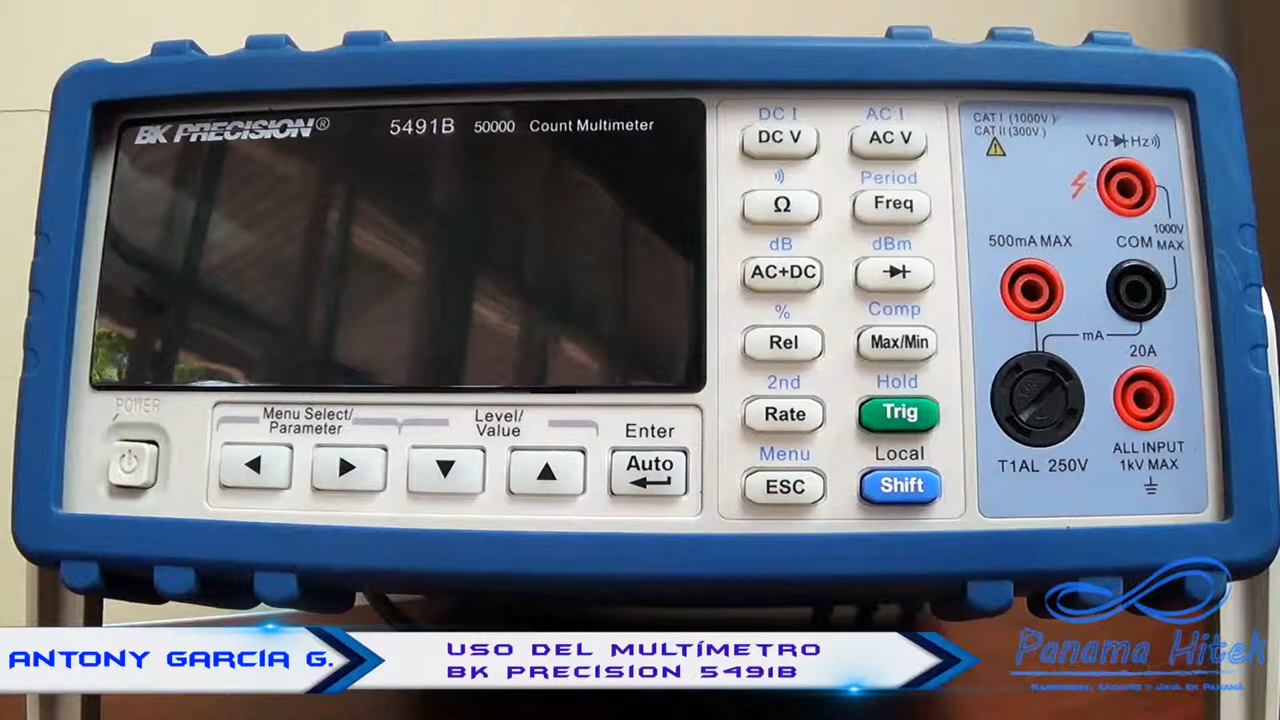 BK PRECISION® 5491B 50000 Count Multimeter
DC I AC I
DC V AC V
Period
Ω Freq
dB dBm
AC+DC
% Comp
Rel Max/Min
2nd Hold
Rate Trig
Menu Local
ESC Shift
POWER
Menu Select/
Parameter
Level/
Value
Enter
Auto
CAT I (1000V)
CAT II (300V)
VΩ Hz
1000V
MAX
500mA MAX COM
mA
20A
T1AL 250V
ALL INPUT
1kV MAX
ANTONY GARCÍA G.
USO DEL MULTÍMETRO
BK PRECISIÓN 5491B
Panama Hitek